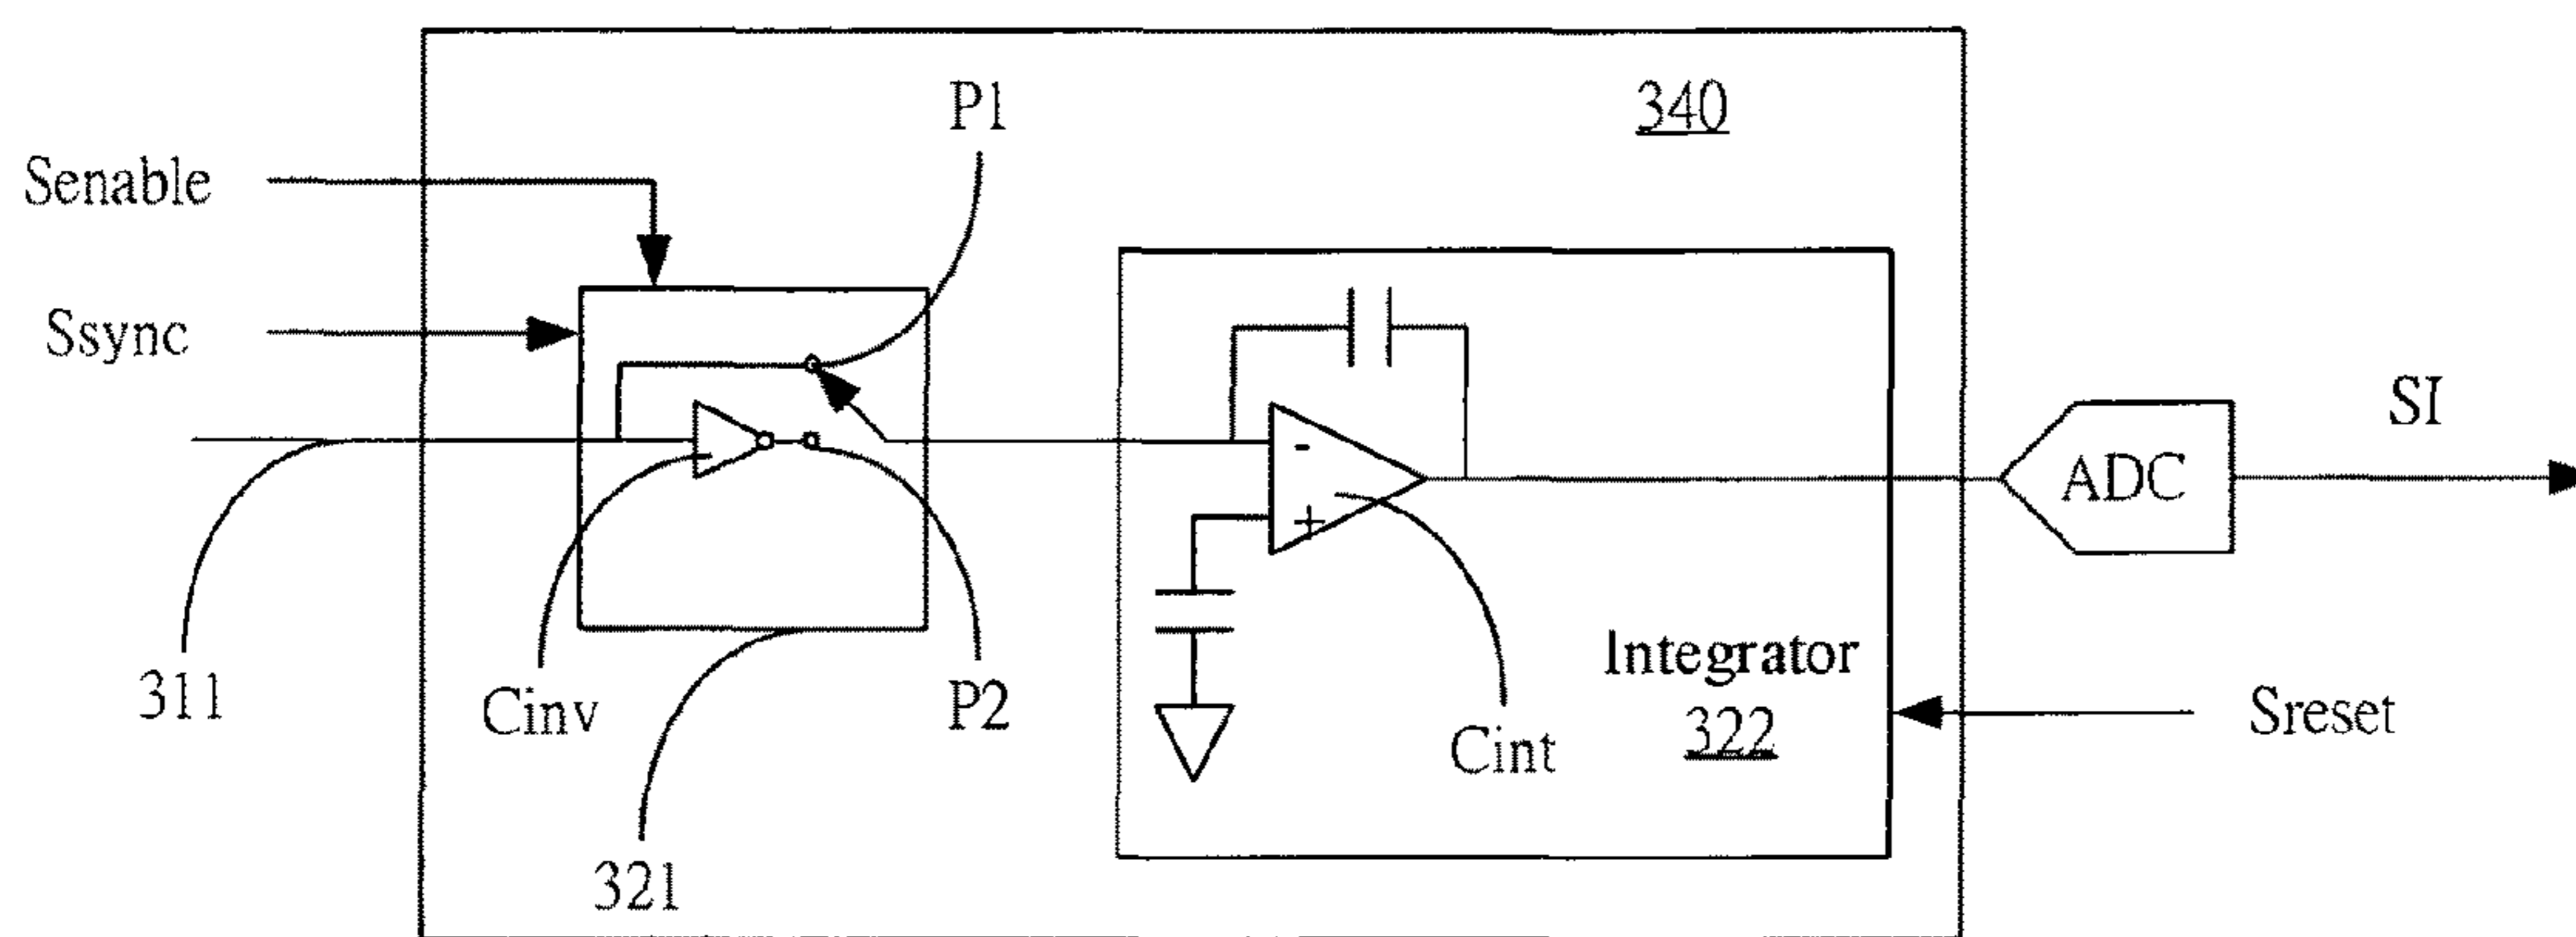 P1
340
Senable
Ssync
SI
-
ADC
+
Integrator
322
311
Cinv
P2
Cint
Sreset
321